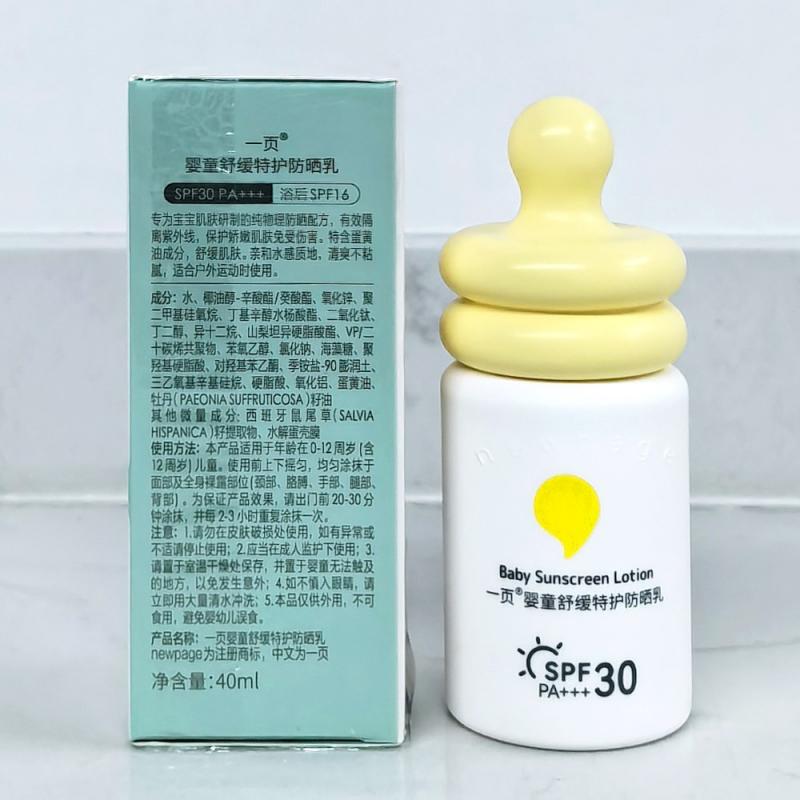 一页®
婴童舒缓特护防晒乳
SPF30 PA+++ 浴后SPF16
专为宝宝肌肤研制的纯物理防晒配方，有效隔
离紫外线，保护娇嫩肌肤免受伤害。特含蛋黄
油成分，舒缓肌肤。亲和水感质地，清爽不粘
腻，适合户外运动时使用。
成分：水、椰油醇-辛酸酯/癸酸酯、氧化锌、聚
二甲基硅氧烷、丁基辛醇水杨酸酯、二氧化钛、
丁二醇、异十二烷、山梨坦异硬脂酸酯、VP/二
十碳烯共聚物、苯氧乙醇、氯化钠、海藻糖、聚
羟基硬脂酸、对羟基苯乙酮、季铵盐-90膨润土、
三乙氧基辛基硅烷、硬脂酸、氧化铝、蛋黄油、
牡丹（PAEONIA SUFFRUTICOSA）籽油
其他微量成分：西班牙鼠尾草（SALVIA
HISPANICA）籽提取物、水解蛋壳膜
使用方法：本产品适用于年龄在0-12周岁（含
12周岁）儿童。使用前上下摇匀，均匀涂抹于
面部及全身裸露部位（颈部、胳膊、手部、腿部、
背部）。为保证产品效果，请出门前20-30分
钟涂抹，并每2-3小时重复涂抹一次。
注意：1.请勿在皮肤破损处使用，如有异常或
不适请停止使用；2.应当在成人监护下使用；3.
请置于室温干燥处保存，并置于婴童无法触及
的地方，以免发生意外；4.如不慎入眼睛，请
立即用大量清水冲洗；5.本品仅供外用，不可
食用，避免婴幼儿误食。
产品名称：一页婴童舒缓特护防晒乳
newpage为注册商标，中文为一页
净含量：40ml
newpage
Baby Sunscreen Lotion
一页®婴童舒缓特护防晒乳
SPF 30
PA+++